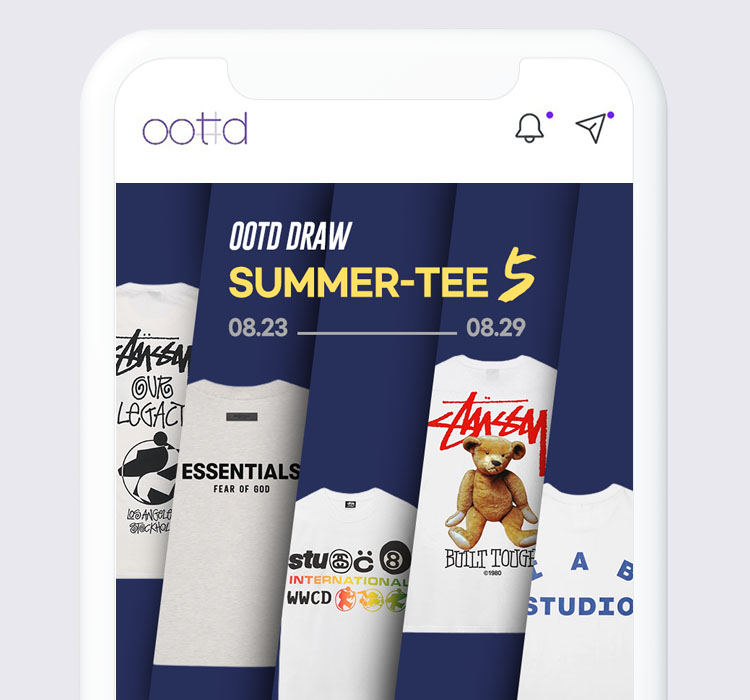 ootd
OOTD DRAW
SUMMER-TEE 5
08.23 08.29
STÜSSY
OUR
LEGACY
LOS ANGELES
STOCKHOLM
ESSENTIALS
FEAR OF GOD
INTERNATIONAL
WWCD
STÜSSY
BUILT TOUGH
©1980
L A B
STUDIO